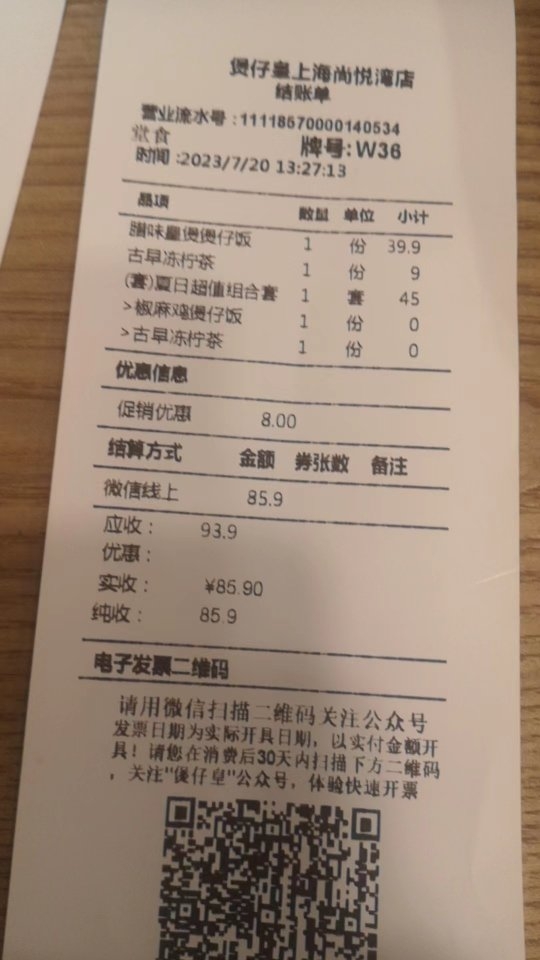 煲仔皇上海尚悦湾店
结账单
营业流水号:11118570000140534
堂食 牌号:W36
时间:2023/7/20 13:27:13
品项 数量 单位 小计
腊味皇煲煲仔饭 1 份 39.9
古早冻柠茶 1 份 9
(套)夏日超值组合套 1 套 45
>椒麻鸡煲仔饭 1 份 0
>古早冻柠茶 1 份 0
优惠信息
促销优惠 8.00
结算方式 金额 券张数 备注
微信线上 85.9
应收: 93.9
优惠:
实收: ¥85.90
纯收: 85.9
电子发票二维码
请用微信扫描二维码关注公众号
发票日期为实际开具日期,以实付金额开
具!请您在消费后30天内扫描下方二维码
,关注"煲仔皇"公众号,体验快速开票